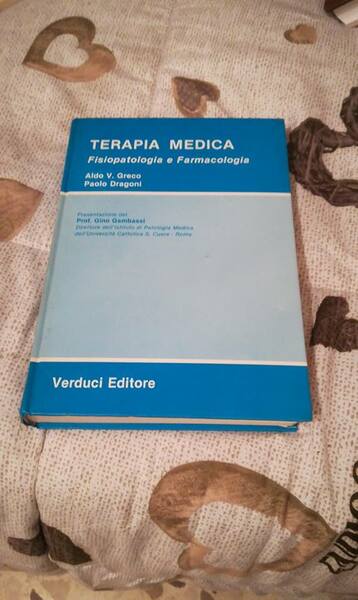 TERAPIA MEDICA
Fisiopatologia e Farmacologia
Aldo V. Greco
Paolo Dragoni
Presentazione del
Prof. Gino Gambassi
Direttore dell'Istituto di Patologia Medica
dell'Università Cattolica S. Cuore - Roma
Verduci Editore